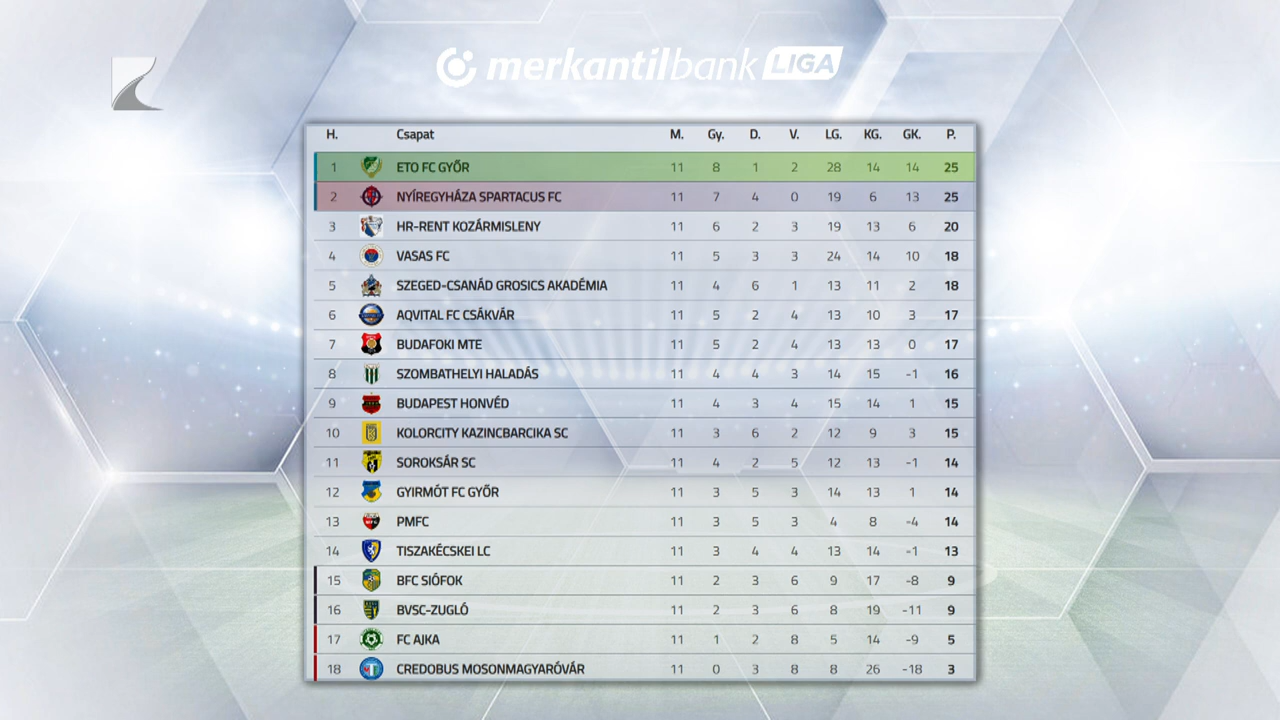 merkantilbank LIGA
H. Csapat M. Gy. D. V. LG. KG. GK. P.
1 ETO FC GYŐR 11 8 1 2 28 14 14 25
2 NYÍREGYHÁZA SPARTACUS FC 11 7 4 0 19 6 13 25
3 HR-RENT KOZÁRMISLENY 11 6 2 3 19 13 6 20
4 VASAS FC 11 5 3 3 24 14 10 18
5 SZEGED-CSANÁD GROSICS AKADÉMIA 11 4 6 1 13 11 2 18
6 AQVITAL FC CSÁKVÁR 11 5 2 4 13 10 3 17
7 BUDAFOKI MTE 11 5 2 4 13 13 0 17
8 SZOMBATHELYI HALADÁS 11 4 4 3 14 15 -1 16
9 BUDAPEST HONVÉD 11 4 3 4 15 14 1 15
10 KOLORCITY KAZINCBARCIKA SC 11 3 6 2 12 9 3 15
11 SOROKSÁR SC 11 4 2 5 12 13 -1 14
12 GYIRMÓT FC GYŐR 11 3 5 3 14 13 1 14
13 PMFC 11 3 5 3 4 8 -4 14
14 TISZAKÉCSKEI LC 11 3 4 4 13 14 -1 13
15 BFC SIÓFOK 11 2 3 6 9 17 -8 9
16 BVSC-ZUGLÓ 11 2 3 6 8 19 -11 9
17 FC AJKA 11 1 2 8 5 14 -9 5
18 CREDOBUS MOSONMAGYARÓVÁR 11 0 3 8 8 26 -18 3